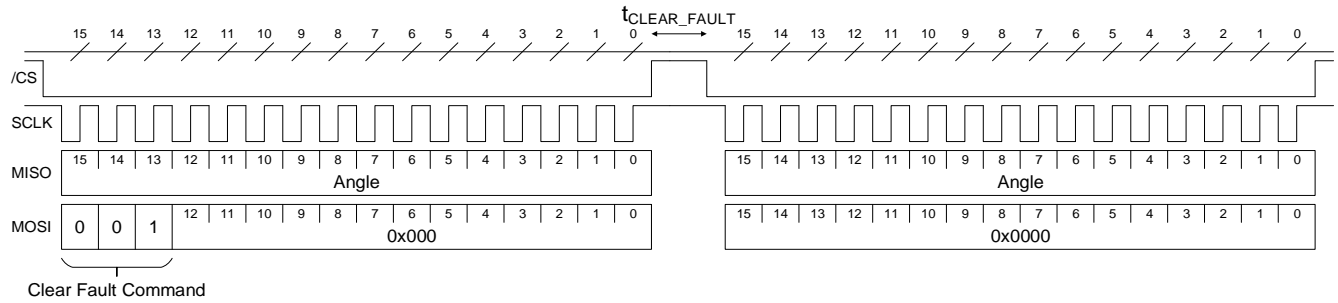 tCLEAR_FAULT
15 14 13 12 11 10 9 8 7 6 5 4 3 2 1 0 15 14 13 12 11 10 9 8 7 6 5 4 3 2 1 0
/CS
SCLK
15 14 13 12 11 10 9 8 7 6 5 4 3 2 1 0 15 14 13 12 11 10 9 8 7 6 5 4 3 2 1 0
MISO
Angle Angle
12 11 10 9 8 7 6 5 4 3 2 1 0 15 14 13 12 11 10 9 8 7 6 5 4 3 2 1 0
MOSI 0 0 1
0x000 0x0000
Clear Fault Command